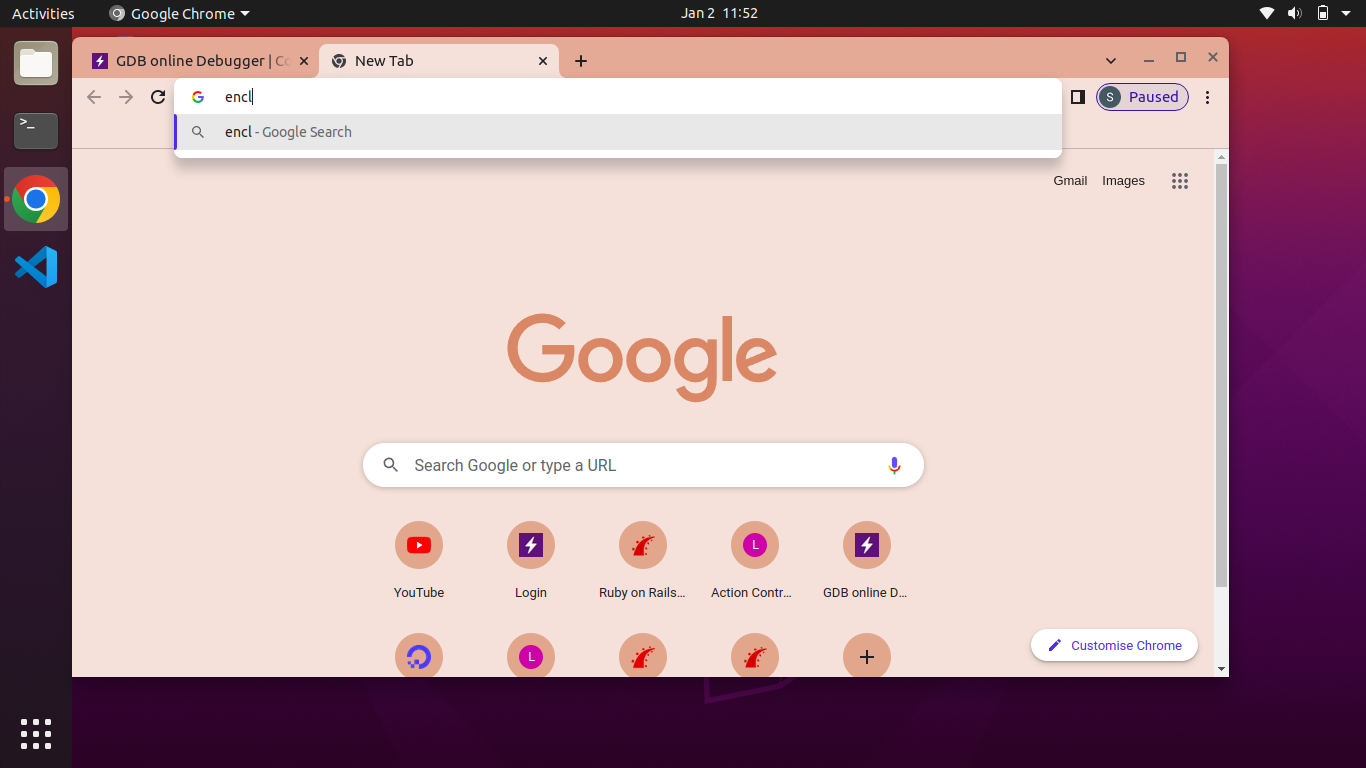 Activities
Google Chrome
Jan 2 11:52
GDB online Debugger | Co
New Tab
encl
S
Paused
encl - Google Search
Gmail
Images
Google
Search Google or type a URL
L
YouTube
Login
Ruby on Rails...
Action Contr...
GDB online D...
L
Customise Chrome
>_